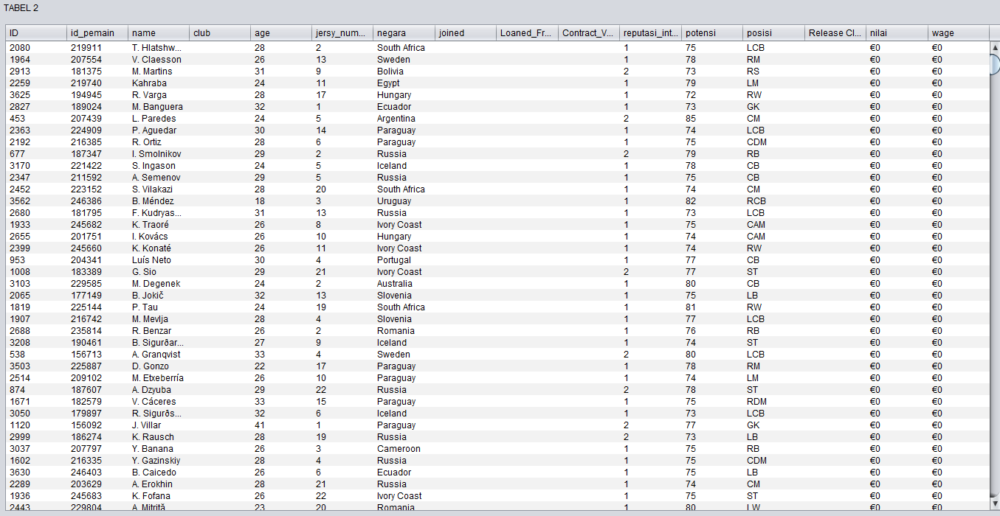 TABEL 2
ID id_pemain name club age jersy_num... negara joined Loaned_Fr... Contract_V... reputasi_int... potensi posisi Release Cl... nilai wage
2080 219911 T. Hlatshw... 28 2 South Africa 1 75 LCB €0 €0
1964 207554 V. Claesson 26 13 Sweden 1 78 RM €0 €0
2913 181375 M. Martins 31 9 Bolivia 2 73 RS €0 €0
2259 219740 Kahraba 24 11 Egypt 1 79 LM €0 €0
3625 194945 R. Varga 28 17 Hungary 1 72 RW €0 €0
2827 189024 M. Banguera 32 1 Ecuador 1 73 GK €0 €0
453 207439 L. Paredes 24 5 Argentina 2 85 CM €0 €0
2363 224909 P. Aguedar 30 14 Paraguay 1 74 LCB €0 €0
2192 216385 R. Ortiz 28 6 Paraguay 1 75 CDM €0 €0
677 187347 I. Smolnikov 29 2 Russia 2 79 RB €0 €0
3170 221422 S. Ingason 24 5 Iceland 1 78 CB €0 €0
2347 211592 A. Semenov 29 5 Russia 1 75 CB €0 €0
2452 223152 S. Vilakazi 28 20 South Africa 1 74 CM €0 €0
3562 246386 B. Méndez 18 3 Uruguay 1 82 RCB €0 €0
2680 181795 F. Kudryas... 31 13 Russia 1 73 LCB €0 €0
1933 245682 K. Traoré 26 8 Ivory Coast 1 75 CAM €0 €0
2655 201751 I. Kovács 26 10 Hungary 1 74 CAM €0 €0
2399 245660 K. Konaté 26 11 Ivory Coast 1 74 RW €0 €0
953 204341 Luís Neto 30 4 Portugal 1 77 CB €0 €0
1008 183389 G. Sio 29 21 Ivory Coast 2 77 ST €0 €0
3103 229585 M. Degenek 24 2 Australia 1 80 CB €0 €0
2065 177149 B. Jokič 32 13 Slovenia 1 75 LB €0 €0
1819 225144 P. Tau 24 19 South Africa 1 81 RW €0 €0
1907 216742 M. Mevlja 28 4 Slovenia 1 77 LCB €0 €0
2688 235814 R. Benzar 26 2 Romania 1 76 RB €0 €0
3208 190461 B. Sigurðar... 27 9 Iceland 1 74 ST €0 €0
538 156713 A. Granqvist 33 4 Sweden 2 80 LCB €0 €0
3503 225887 D. Gonzo 22 17 Paraguay 1 78 RM €0 €0
2514 209102 M. Etxeberría 26 10 Paraguay 1 74 LM €0 €0
874 187607 A. Dzyuba 29 22 Russia 2 78 ST €0 €0
1671 182579 V. Cáceres 33 15 Paraguay 1 75 RDM €0 €0
3050 179897 R. Sigurðs... 32 6 Iceland 1 73 LCB €0 €0
1120 156092 J. Villar 41 1 Paraguay 2 77 GK €0 €0
2999 186274 K. Rausch 28 19 Russia 2 73 LB €0 €0
3037 207797 Y. Banana 26 3 Cameroon 1 75 RB €0 €0
1602 216335 Y. Gazinskiy 28 4 Russia 1 75 CDM €0 €0
3630 246403 B. Caicedo 26 6 Ecuador 1 75 LB €0 €0
2289 203629 A. Erokhin 28 21 Russia 1 74 CM €0 €0
1936 245683 K. Fofana 26 22 Ivory Coast 1 75 ST €0 €0
2443 229804 A. Mitriță 23 20 Romania 1 80 LW €0 €0